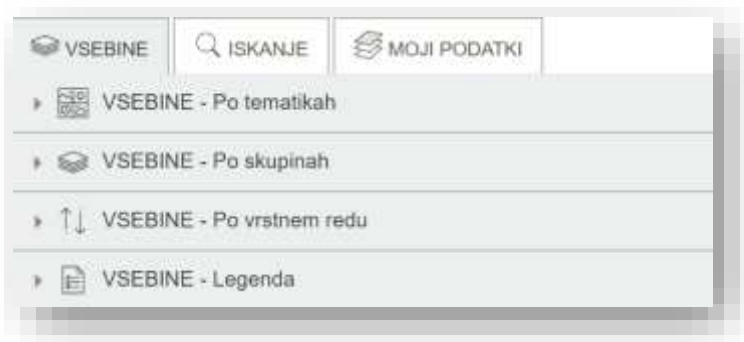 VSEBINE ISKANJE MOJI PODATKI
VSEBINE - Po tematikah
VSEBINE - Po skupinah
VSEBINE - Po vrstnem redu
VSEBINE - Legenda